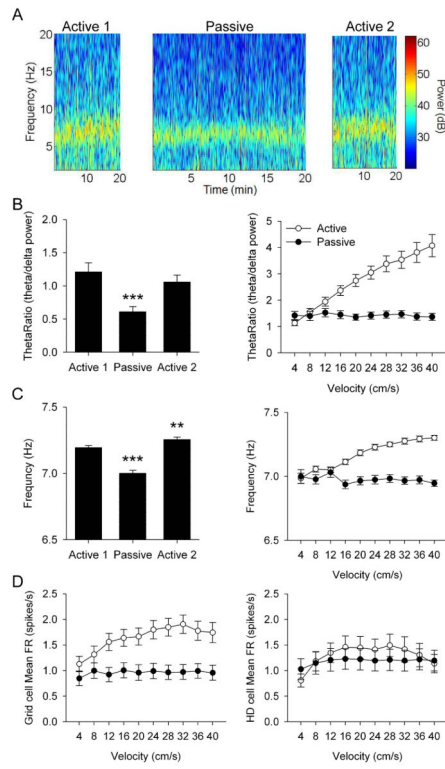 A
Active 1
Passive
Active 2
Frequency (Hz)
20
15
10
5
10
20
5
10
15
20
10
20
Time (min)
60
50
40
30
20
Power (dB)
B
ThetaRatio (theta/delta power)
2.0
1.5
1.0
0.5
0.0
***
Active 1 Passive Active 2
ThetaRatio (theta/delta power)
5
4
3
2
1
0
Active
Passive
4 8 12 16 20 24 28 32 36 40
Velocity (cm/s)
C
Frequncy (Hz)
7.5
7.0
6.5
***
**
Active 1 Passive Active 2
Frequency (Hz)
7.5
7.0
6.5
4 8 12 16 20 24 28 32 36 40
Velocity (cm/s)
D
Grid cell Mean FR (spikes/s)
2.5
2.0
1.5
1.0
0.5
0.0
4 8 12 16 20 24 28 32 36 40
Velocity (cm/s)
HD cell Mean FR (spikes/s)
2.5
2.0
1.5
1.0
0.5
0.0
4 8 12 16 20 24 28 32 36 40
Velocity (cm/s)